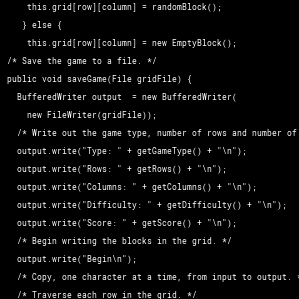 this.grid[row][column] = randomBlock();
} else {
this.grid[row][column] = new EmptyBlock();
/* Save the game to a file. */
public void saveGame(File gridFile) {
BufferedWriter output = new BufferedWriter(
new FileWriter(gridFile));
/* Write out the game type, number of rows and number of
output.write("Type: " + getGameType() + "\n");
output.write("Rows: " + getRows() + "\n");
output.write("Columns: " + getColumns() + "\n");
output.write("Difficulty: " + getDifficulty() + "\n");
output.write("Score: " + getScore() + "\n");
/* Begin writing the blocks in the grid. */
output.write("Begin\n");
/* Copy, one character at a time, from input to output. *
/* Traverse each row in the grid. */